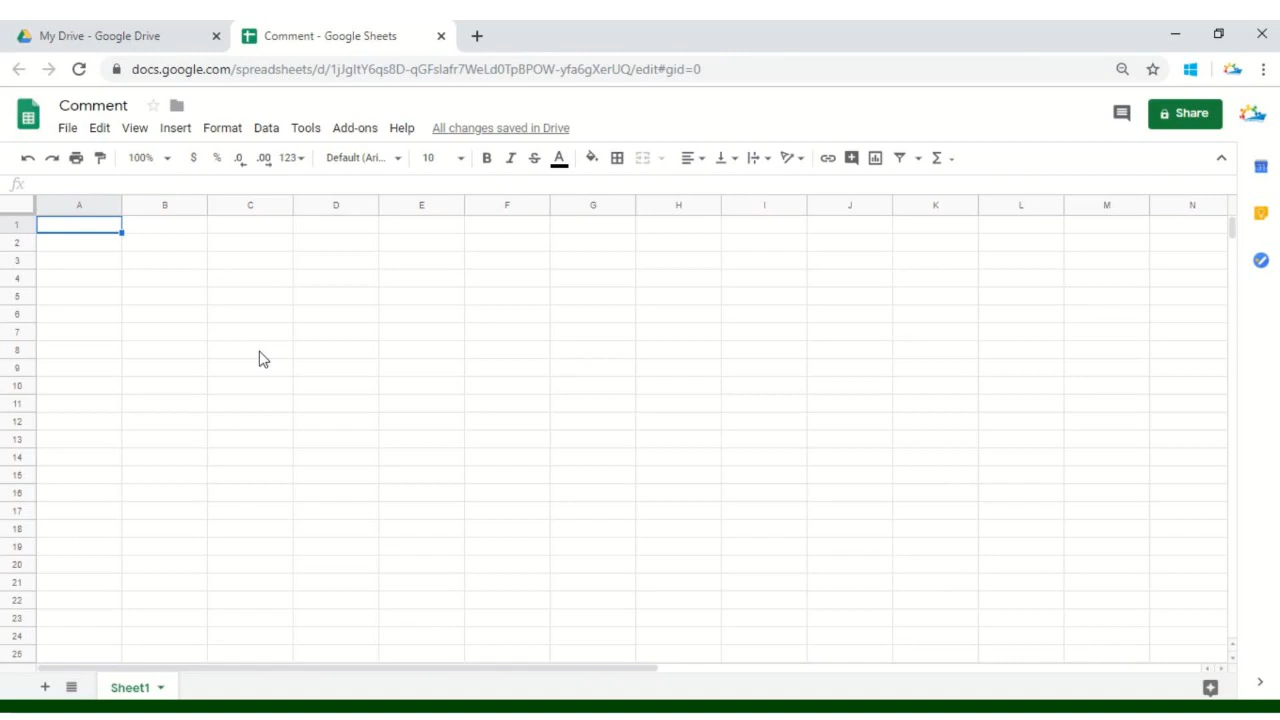 My Drive - Google Drive
Comment - Google Sheets
docs.google.com/spreadsheets/d/1jJgItY6qs8D-qGFslafr7WeLd0TpBPOW-yfa6gXerUQ/edit#gid=0
Comment
Share
File Edit View Insert Format Data Tools Add-ons Help All changes saved in Drive
100% $ % .0 .00 123 Default (Ari... 10 B I S A Σ
fx
A B C D E F G H I J K L M N
1
2
3
4
5
6
7
8
9
10
11
12
13
14
15
16
17
18
19
20
21
22
23
24
25
Sheet1